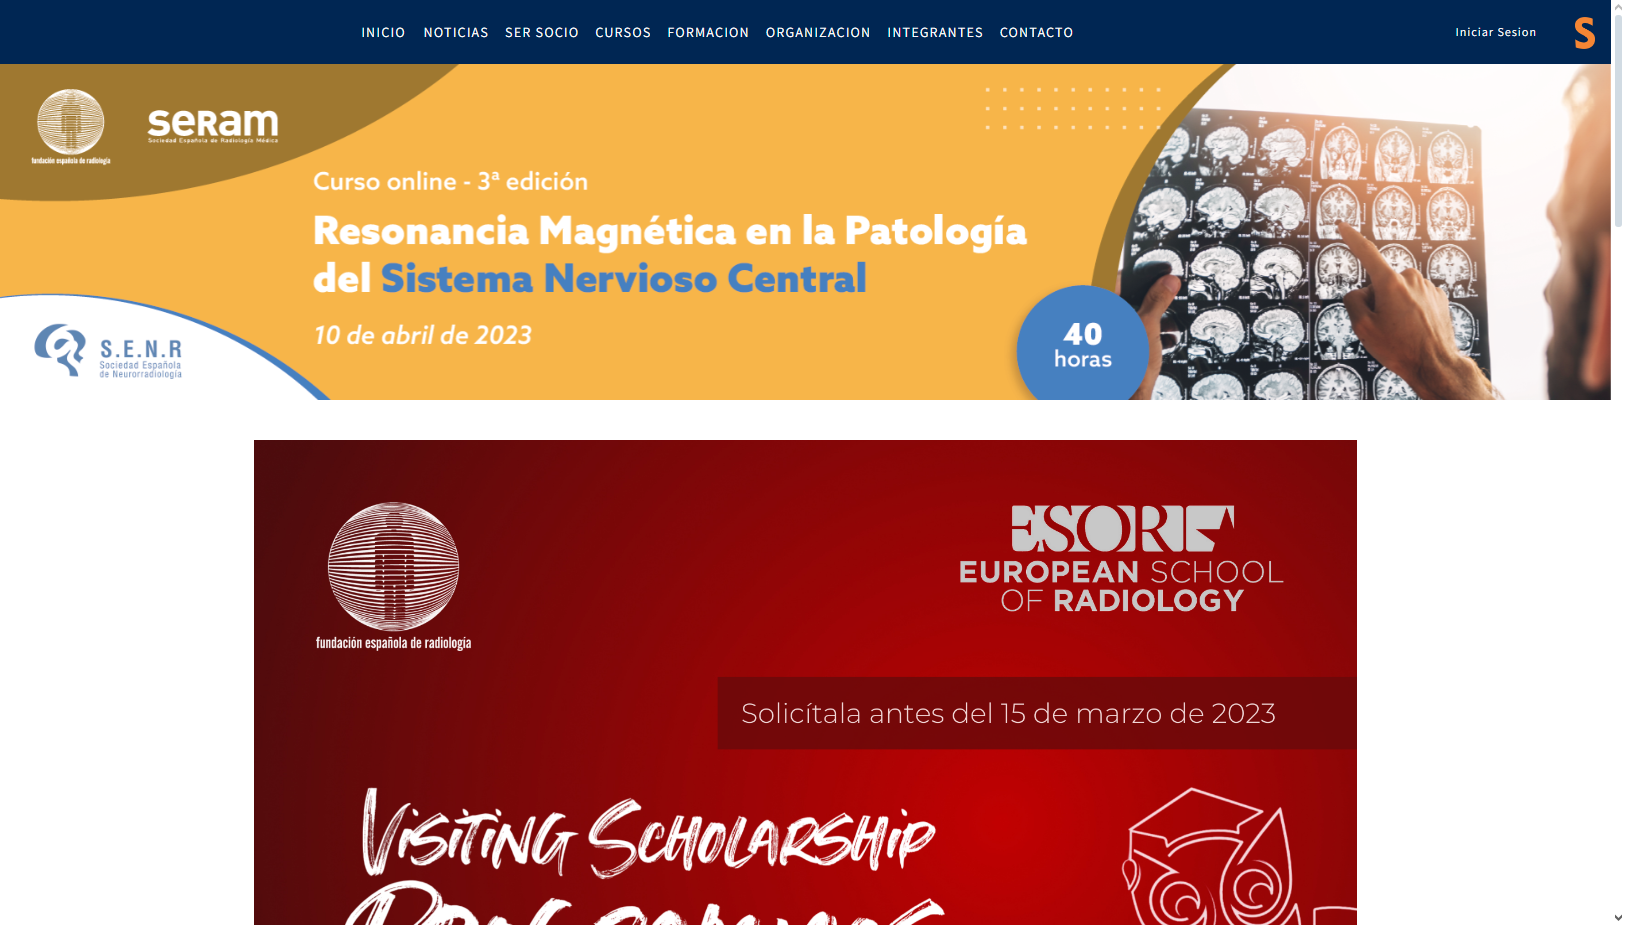 INICIO NOTICIAS SER SOCIO CURSOS FORMACION ORGANIZACION INTEGRANTES CONTACTO
Iniciar Sesion
S
fundación española de radiología
seRam
Sociedad Española de Radiología Médica
Curso online - 3ª edición
Resonancia Magnética en la Patología
del Sistema Nervioso Central
10 de abril de 2023
40
horas
S.E.N.R
Sociedad Española
de Neurorradiología
fundación española de radiología
ESOR
EUROPEAN SCHOOL
OF RADIOLOGY
Solicítala antes del 15 de marzo de 2023
VISITING SCHOLARSHIP